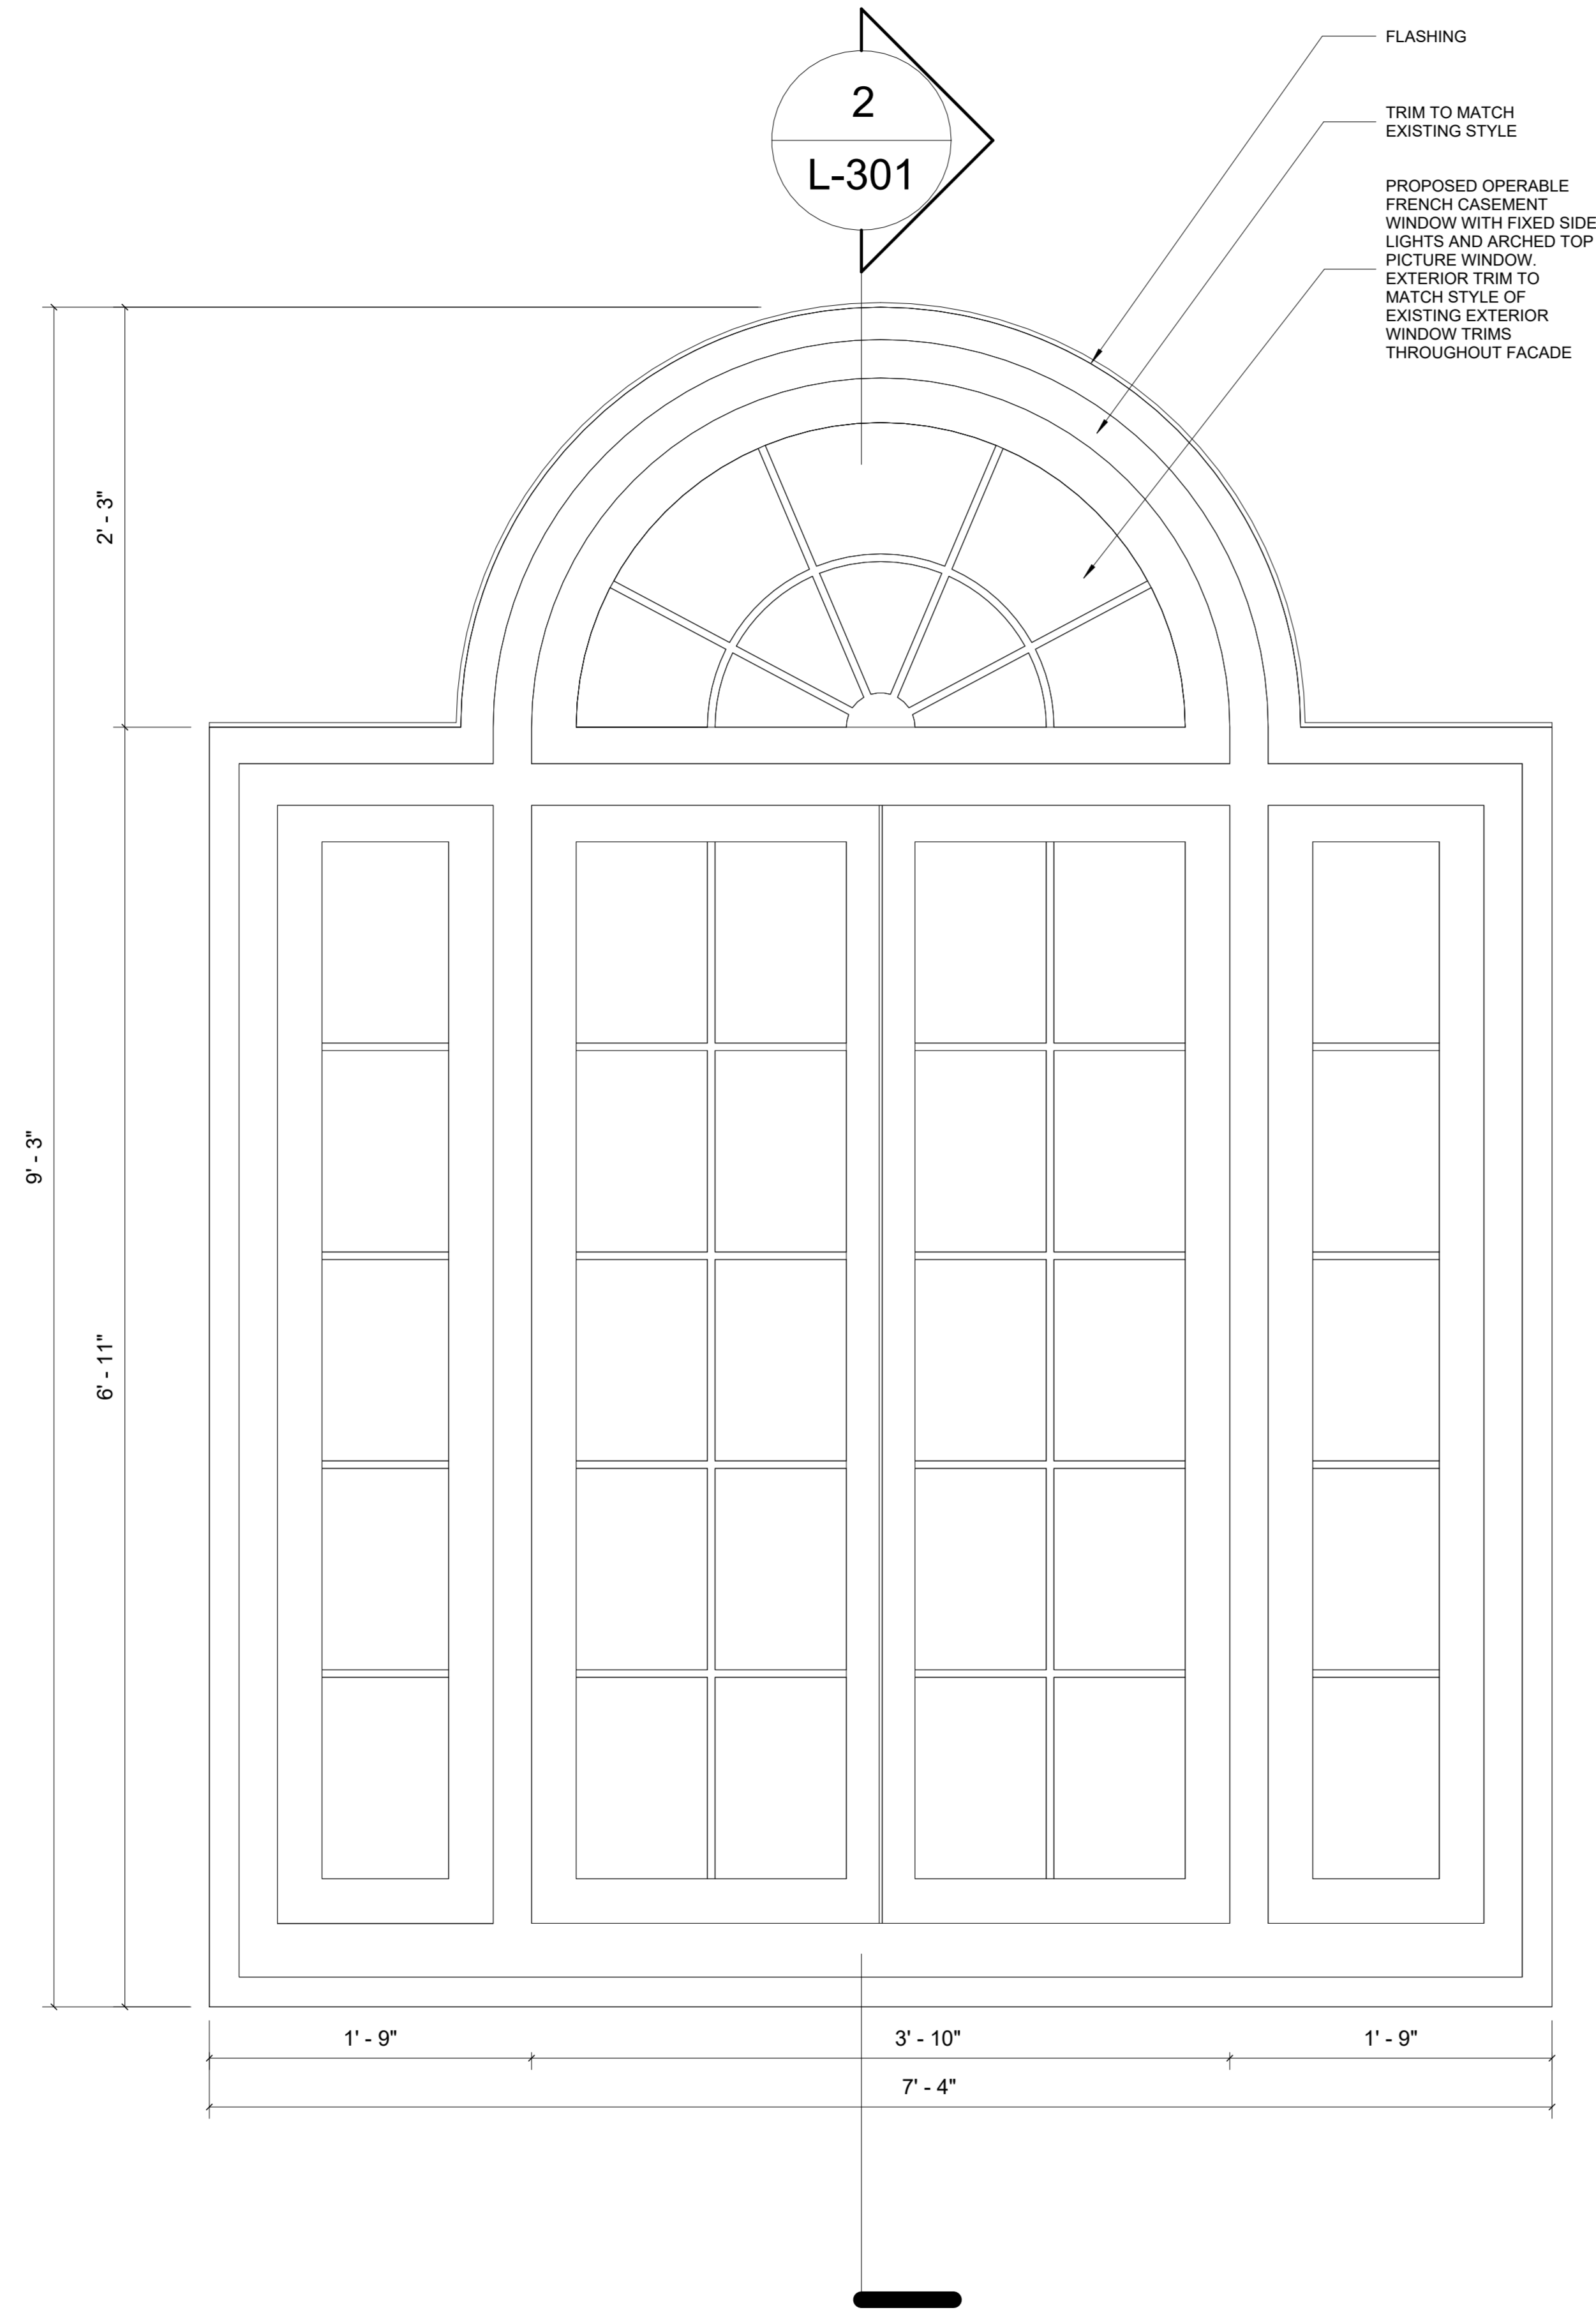 2
L-301
FLASHING
TRIM TO MATCH
EXISTING STYLE
PROPOSED OPERABLE
FRENCH CASEMENT
WINDOW WITH FIXED SIDE
LIGHTS AND ARCHED TOP
PICTURE WINDOW.
EXTERIOR TRIM TO
MATCH STYLE OF
EXISTING EXTERIOR
WINDOW TRIMS
THROUGHOUT FACADE
2' - 3"
9' - 3"
6' - 11"
1' - 9"
3' - 10"
1' - 9"
7' - 4"